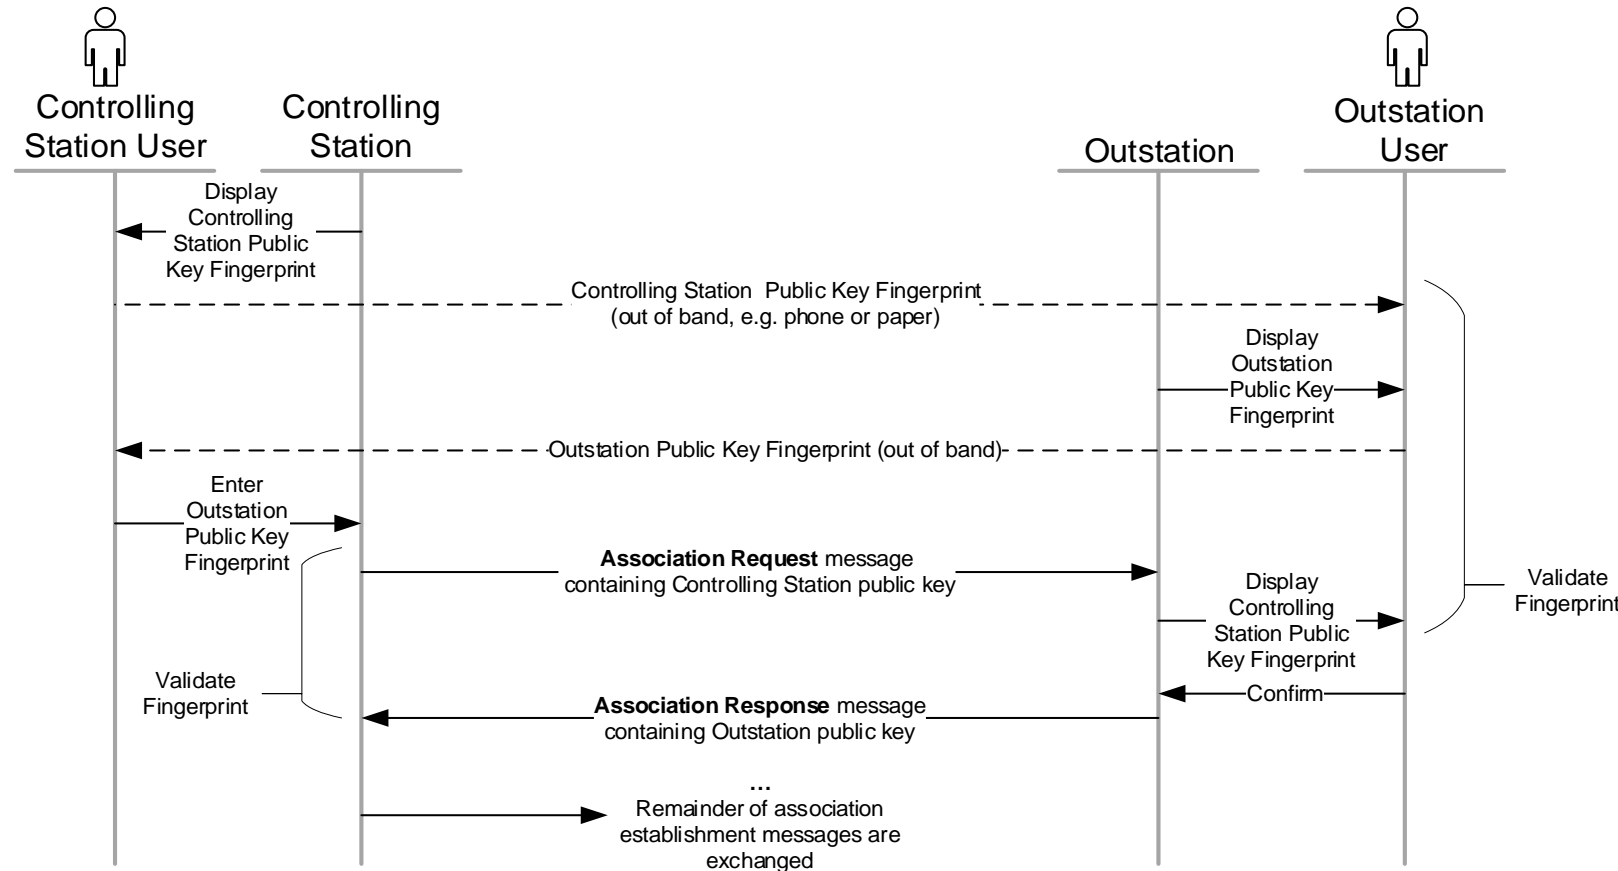 Controlling
Station User
Controlling
Station
Outstation
Outstation
User
Display
Controlling
Station Public
Key Fingerprint
Controlling Station  Public Key Fingerprint
(out of band, e.g. phone or paper)
Display
Outstation
Public Key
Fingerprint
Outstation Public Key Fingerprint (out of band)
Enter
Outstation
Public Key
Fingerprint
Association Request message
containing Controlling Station public key
Display
Controlling
Station Public
Key Fingerprint
Validate
Fingerprint
Validate
Fingerprint
Confirm
Association Response message
containing Outstation public key
...
Remainder of association
establishment messages are
exchanged